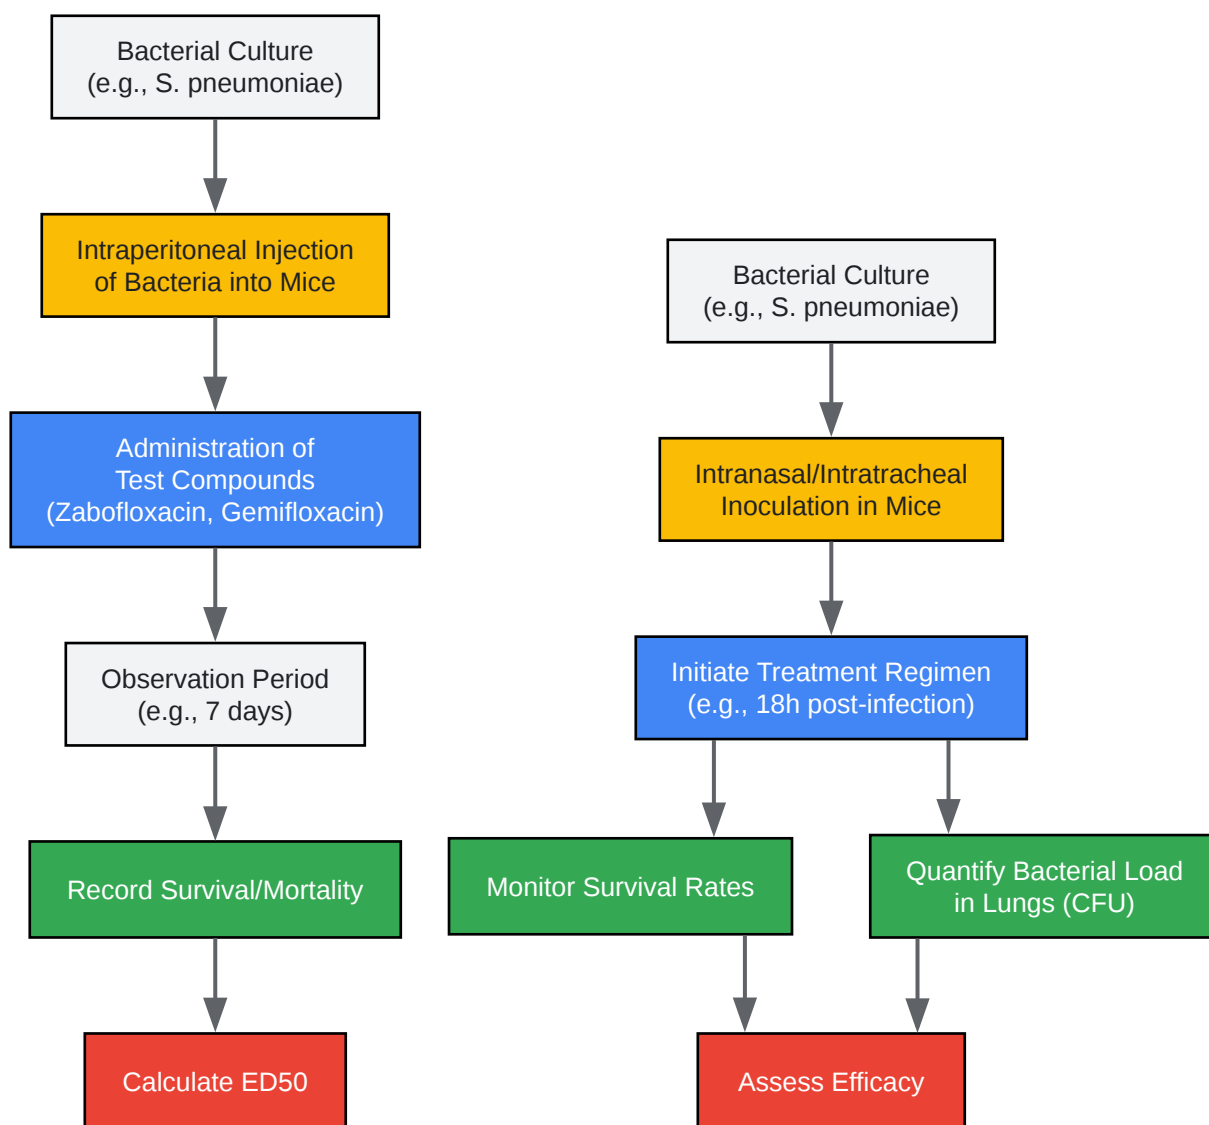 Bacterial Culture
(e.g., S. pneumoniae)
Intraperitoneal Injection
of Bacteria into Mice
Administration of
Test Compounds
(Zabofloxacin, Gemifloxacin)
Observation Period
(e.g., 7 days)
Record Survival/Mortality
Calculate ED50
Bacterial Culture
(e.g., S. pneumoniae)
Intranasal/Intratracheal
Inoculation in Mice
Initiate Treatment Regimen
(e.g., 18h post-infection)
Monitor Survival Rates
Quantify Bacterial Load
in Lungs (CFU)
Assess Efficacy